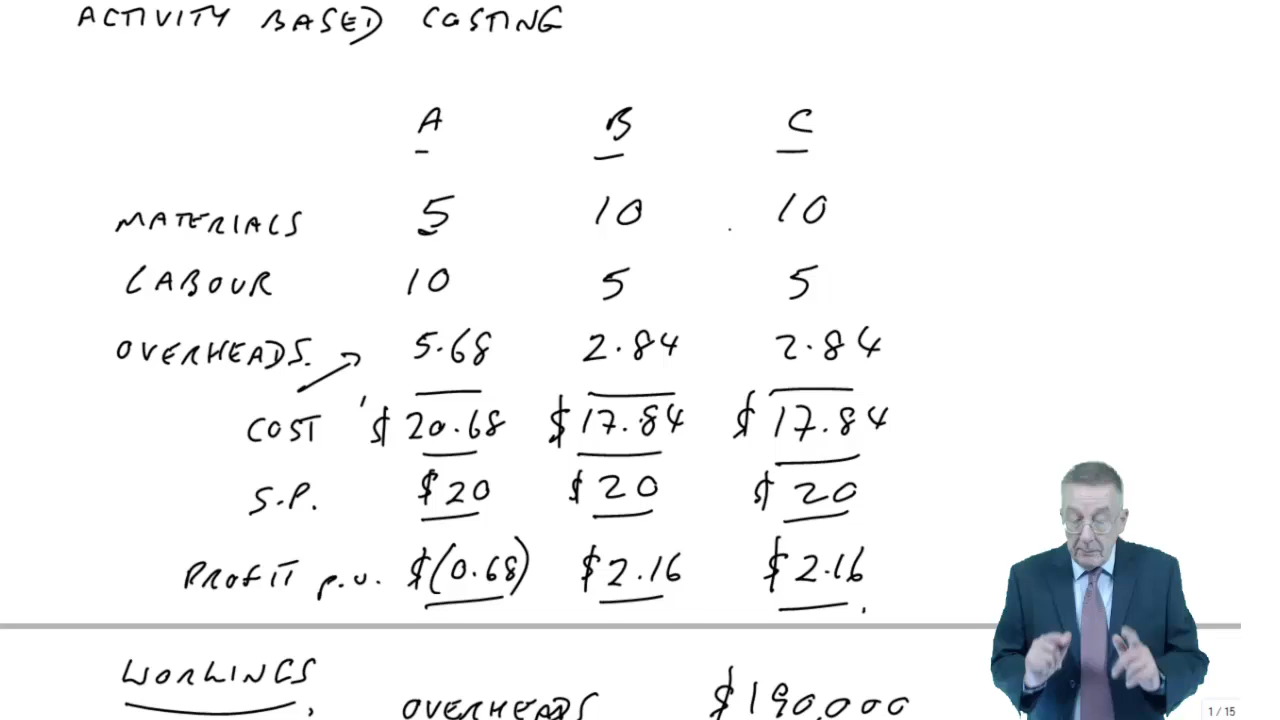 ACTIVITY BASED COSTING
A B C
MATERIALS 5 10 10
LABOUR 10 5 5
OVERHEADS. 5.68 2.84 2.84
COST $20.68 $17.84 $17.84
S.P. $20 $20 $20
PROFIT p.u. $(0.68) $2.16 $2.16
WORKINGS
OVERHEADS $190,000
1 / 15